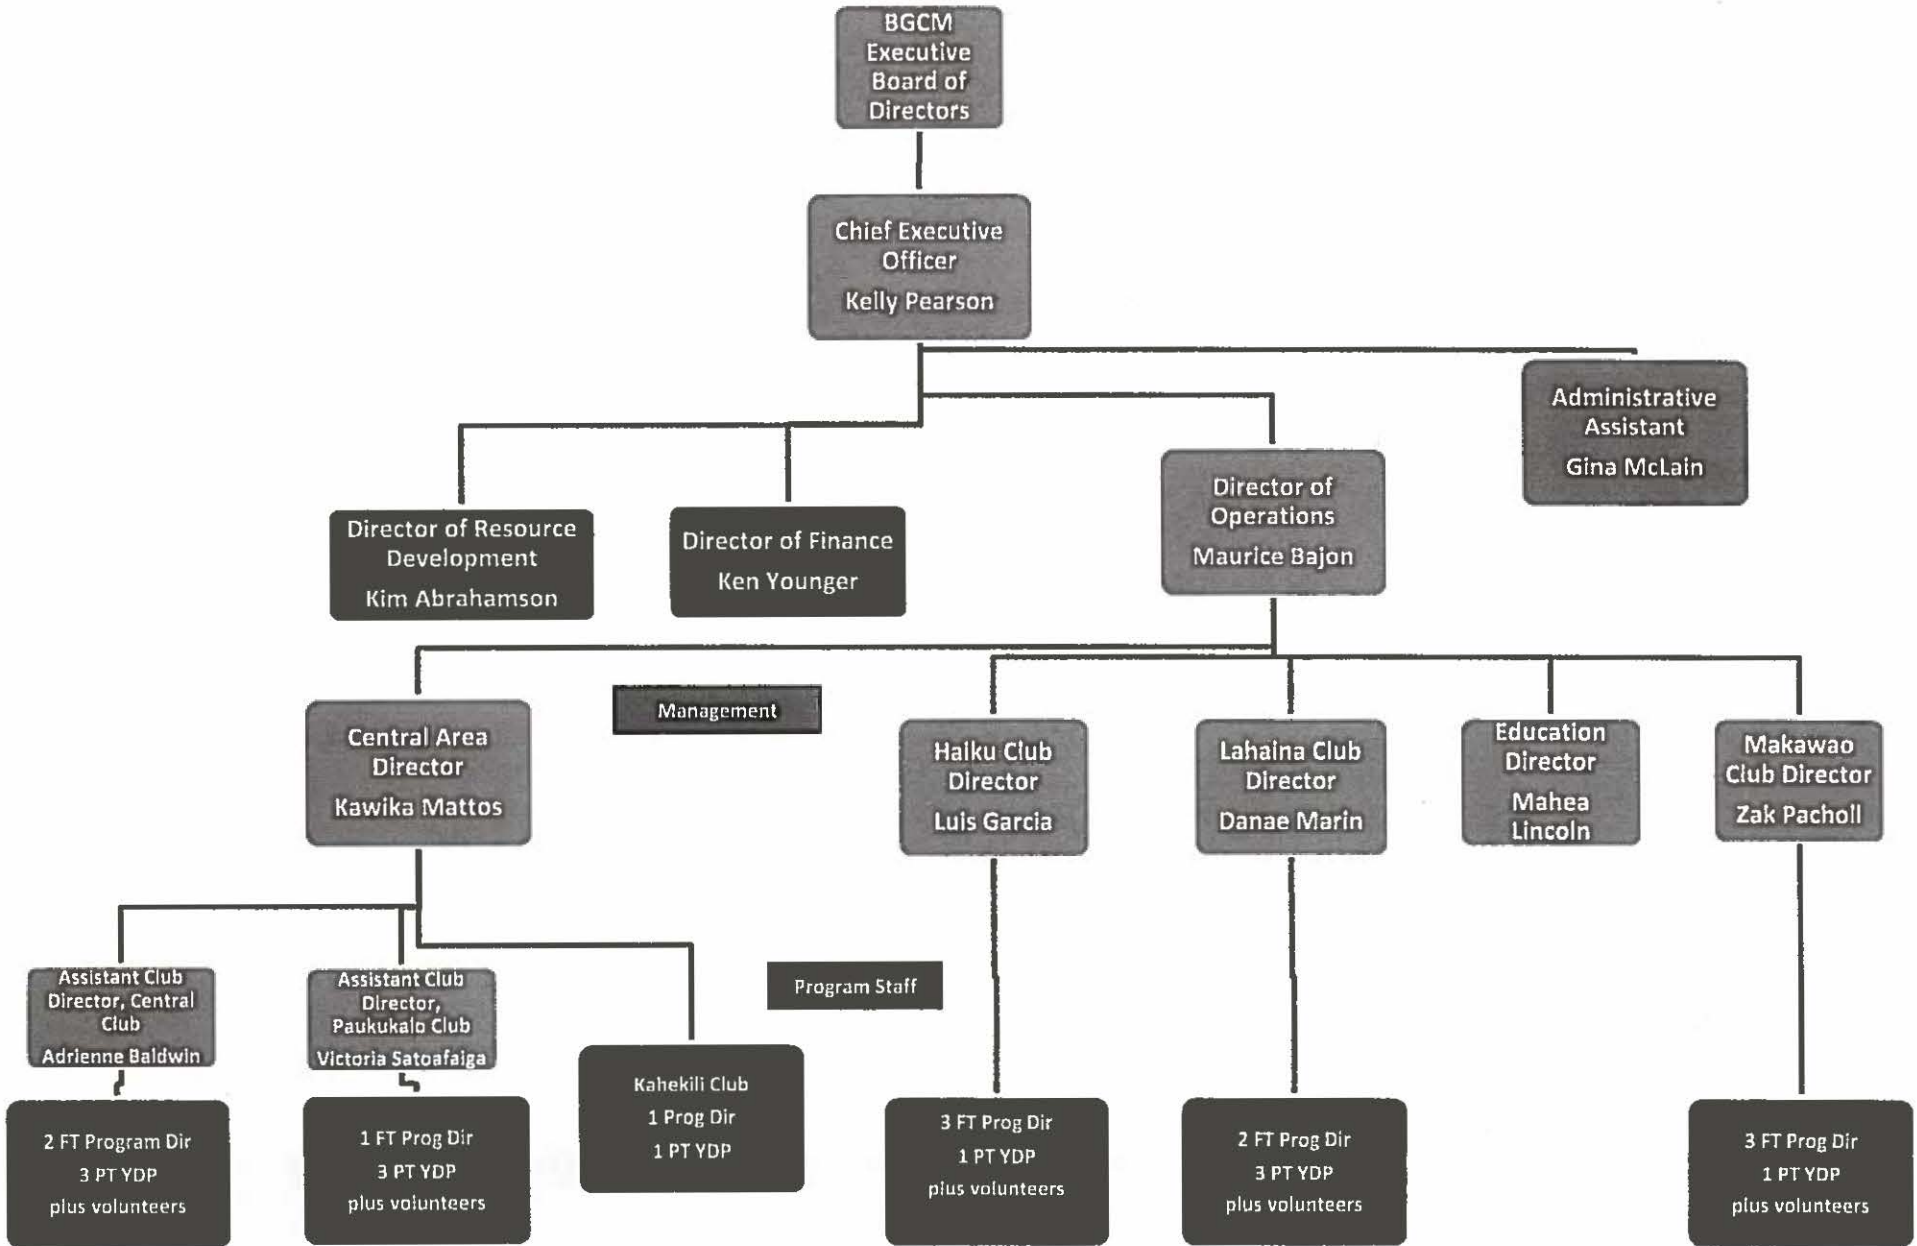 BGCM
Executive
Board of
Directors
Chief Executive
Officer
Kelly Pearson
Administrative
Assistant
Gina McLain
Director of Resource
Development
Kim Abrahamson
Director of Finance
Ken Younger
Director of
Operations
Maurice Bajon
Central Area
Director
Kawika Mattos
Management
Haiku Club
Director
Luis Garcia
Lahaina Club
Director
Danae Marin
Education
Director
Mahea
Lincoln
Makawao
Club Director
Zak Pacholl
Assistant Club
Director, Central
Club
Adrienne Baldwin
Assistant Club
Director,
Paukukalo Club
Victoria Satoafaiga
Program Staff
2 FT Program Dir
3 PT YDP
plus volunteers
1 FT Prog Dir
3 PT YDP
plus volunteers
Kahekili Club
1 Prog Dir
1 PT YDP
3 FT Prog Dir
1 PT YDP
plus volunteers
2 FT Prog Dir
3 PT YDP
plus volunteers
3 FT Prog Dir
1 PT YDP
plus volunteers